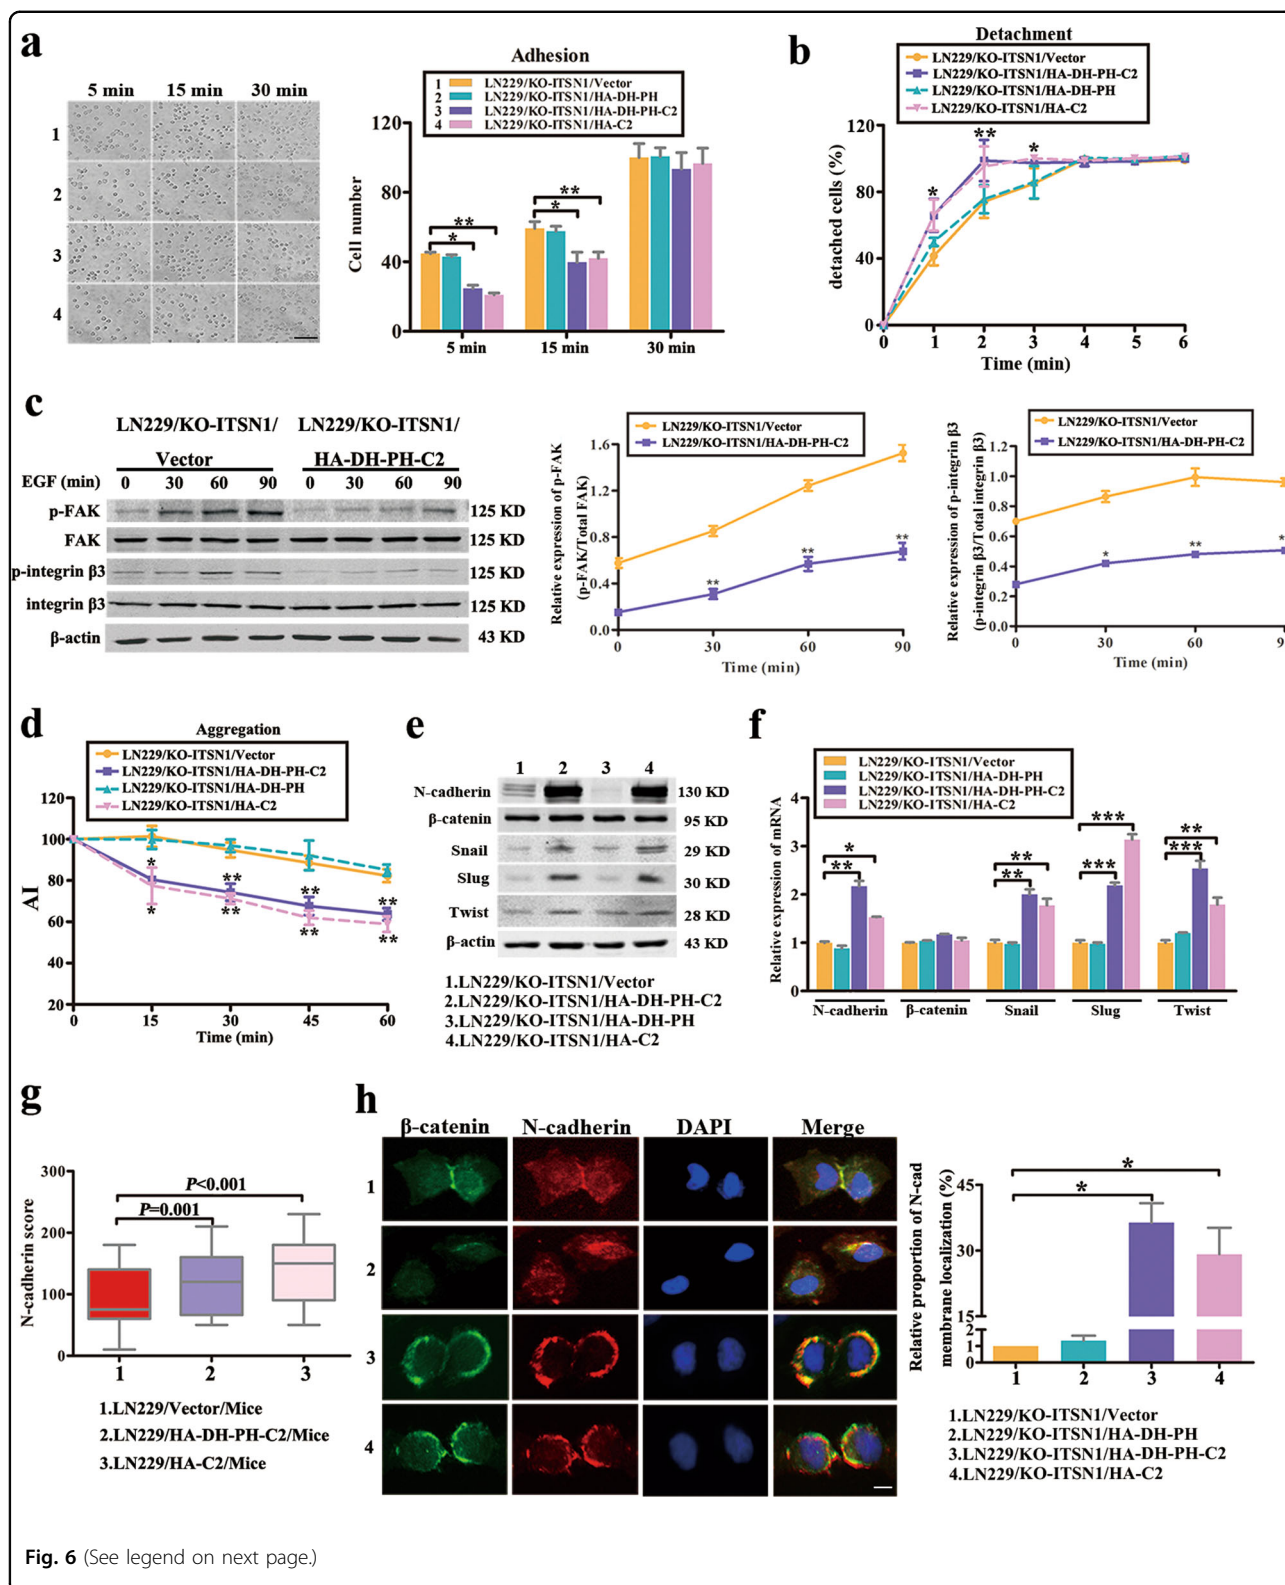 a
5 min 15 min 30 min
1
2
3
4
Adhesion
1 LN229/KO-ITSN1/Vector
2 LN229/KO-ITSN1/HA-DH-PH
3 LN229/KO-ITSN1/HA-DH-PH-C2
4 LN229/KO-ITSN1/HA-C2
Cell number
120
80
40
0
** * ** *
5 min 15 min 30 min
b
Detachment
LN229/KO-ITSN1/Vector
LN229/KO-ITSN1/HA-DH-PH-C2
LN229/KO-ITSN1/HA-DH-PH
LN229/KO-ITSN1/HA-C2
detached cells (%)
120
80
40
0
* ** *
0 1 2 3 4 5 6
Time (min)
c
LN229/KO-ITSN1/ LN229/KO-ITSN1/
Vector HA-DH-PH-C2
EGF (min) 0 30 60 90 0 30 60 90
p-FAK 125 KD
FAK 125 KD
p-integrin β3 125 KD
integrin β3 125 KD
β-actin 43 KD
LN229/KO-ITSN1/Vector
LN229/KO-ITSN1/HA-DH-PH-C2
Relative expression of p-FAK
(p-FAK/Total FAK)
1.6
1.2
0.8
0.4
0.0
** ** **
0 30 60 90
Time (min)
LN229/KO-ITSN1/Vector
LN229/KO-ITSN1/HA-DH-PH-C2
Relative expression of p-integrin β3
(p-integrin β3/Total integrin β3)
1.2
1.0
0.8
0.6
0.4
0.2
0.0
* ** *
0 30 60 9
Time (min)
d
Aggregation
LN229/KO-ITSN1/Vector
LN229/KO-ITSN1/HA-DH-PH-C2
LN229/KO-ITSN1/HA-DH-PH
LN229/KO-ITSN1/HA-C2
AI
120
100
80
60
40
20
* ** ** **
* ** ** **
0 15 30 45 60
Time (min)
e
1 2 3 4
N-cadherin 130 KD
β-catenin 95 KD
Snail 29 KD
Slug 30 KD
Twist 28 KD
β-actin 43 KD
1.LN229/KO-ITSN1/Vector
2.LN229/KO-ITSN1/HA-DH-PH-C2
3.LN229/KO-ITSN1/HA-DH-PH
4.LN229/KO-ITSN1/HA-C2
f
LN229/KO-ITSN1/Vector
LN229/KO-ITSN1/HA-DH-PH
LN229/KO-ITSN1/HA-DH-PH-C2
LN229/KO-ITSN1/HA-C2
Relative expression of mRNA
4
3
2
1
0
* ** ** ** *** *** ** ***
N-cadherin β-catenin Snail Slug Twist
g
N-cadherin score
300
200
100
0
P<0.001
P=0.001
1 2 3
1.LN229/Vector/Mice
2.LN229/HA-DH-PH-C2/Mice
3.LN229/HA-C2/Mice
h
β-catenin N-cadherin DAPI Merge
1
2
3
4
Relative proportion of N-cad
membrane localization (%)
45
30
15
2
1
0
*
*
1 2 3 4
1.LN229/KO-ITSN1/Vector
2.LN229/KO-ITSN1/HA-DH-PH
3.LN229/KO-ITSN1/HA-DH-PH-C2
4.LN229/KO-ITSN1/HA-C2
Fig. 6 (See legend on next page.)